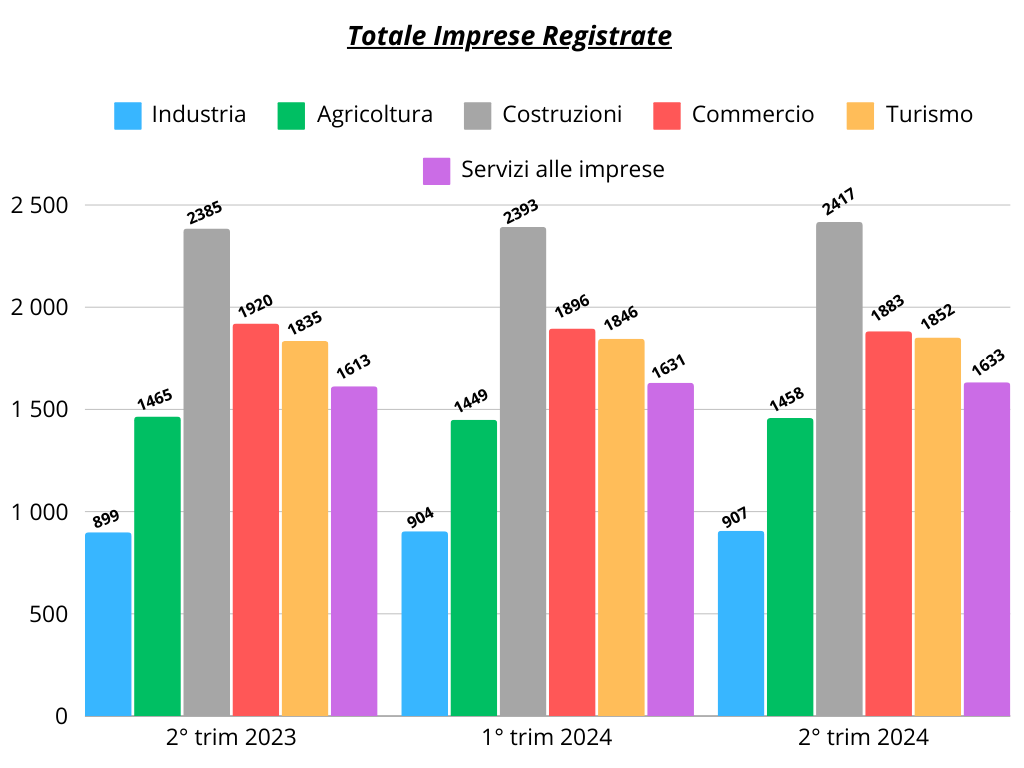 Totale Imprese Registrate
Industria Agricoltura Costruzioni Commercio Turismo
Servizi alle imprese
2 500
2 000
1 500
1 000
500
0
899 1465 2385 1920 1835 1613
904 1449 2393 1896 1846 1631
907 1458 2417 1883 1852 1633
2° trim 2023 1° trim 2024 2° trim 2024